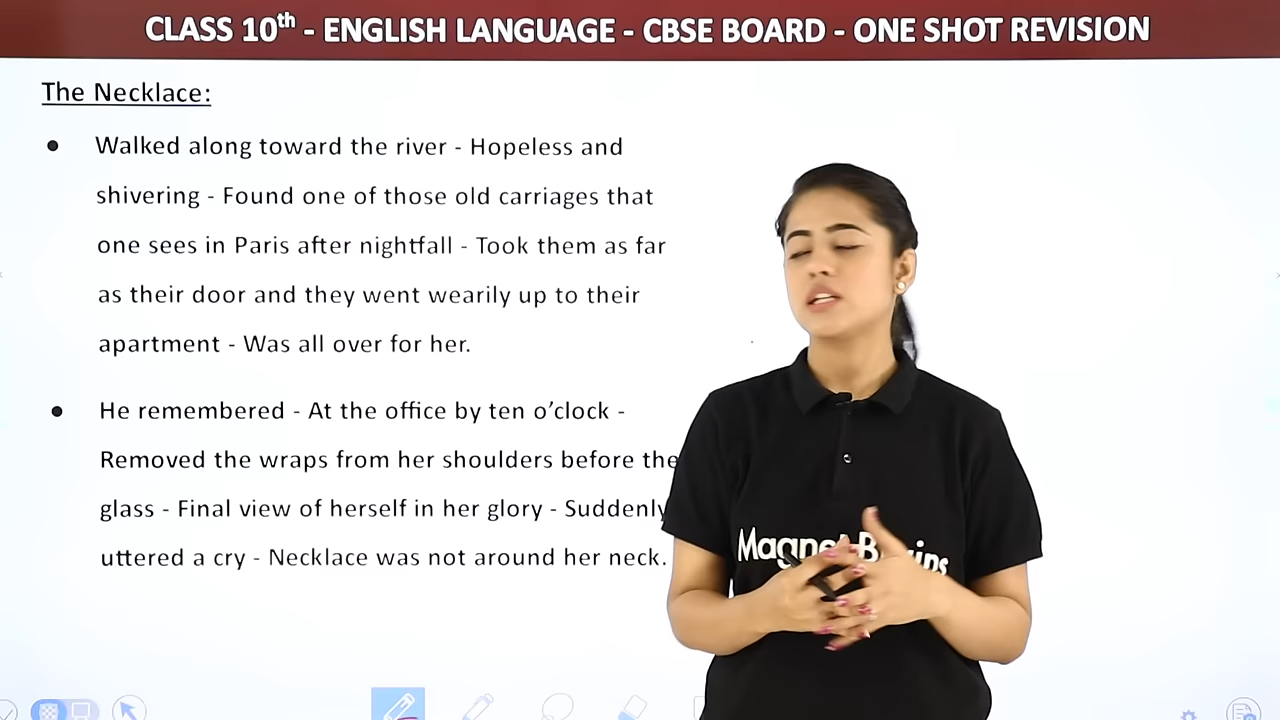 CLASS 10th - ENGLISH LANGUAGE - CBSE BOARD - ONE SHOT REVISION
The Necklace:
● Walked along toward the river - Hopeless and
shivering - Found one of those old carriages that
one sees in Paris after nightfall - Took them as far
as their door and they went wearily up to their
apartment - Was all over for her.
● He remembered - At the office by ten o’clock -
Removed the wraps from her shoulders before the
glass - Final view of herself in her glory - Suddenly
uttered a cry - Necklace was not around her neck.
Magnet Brains